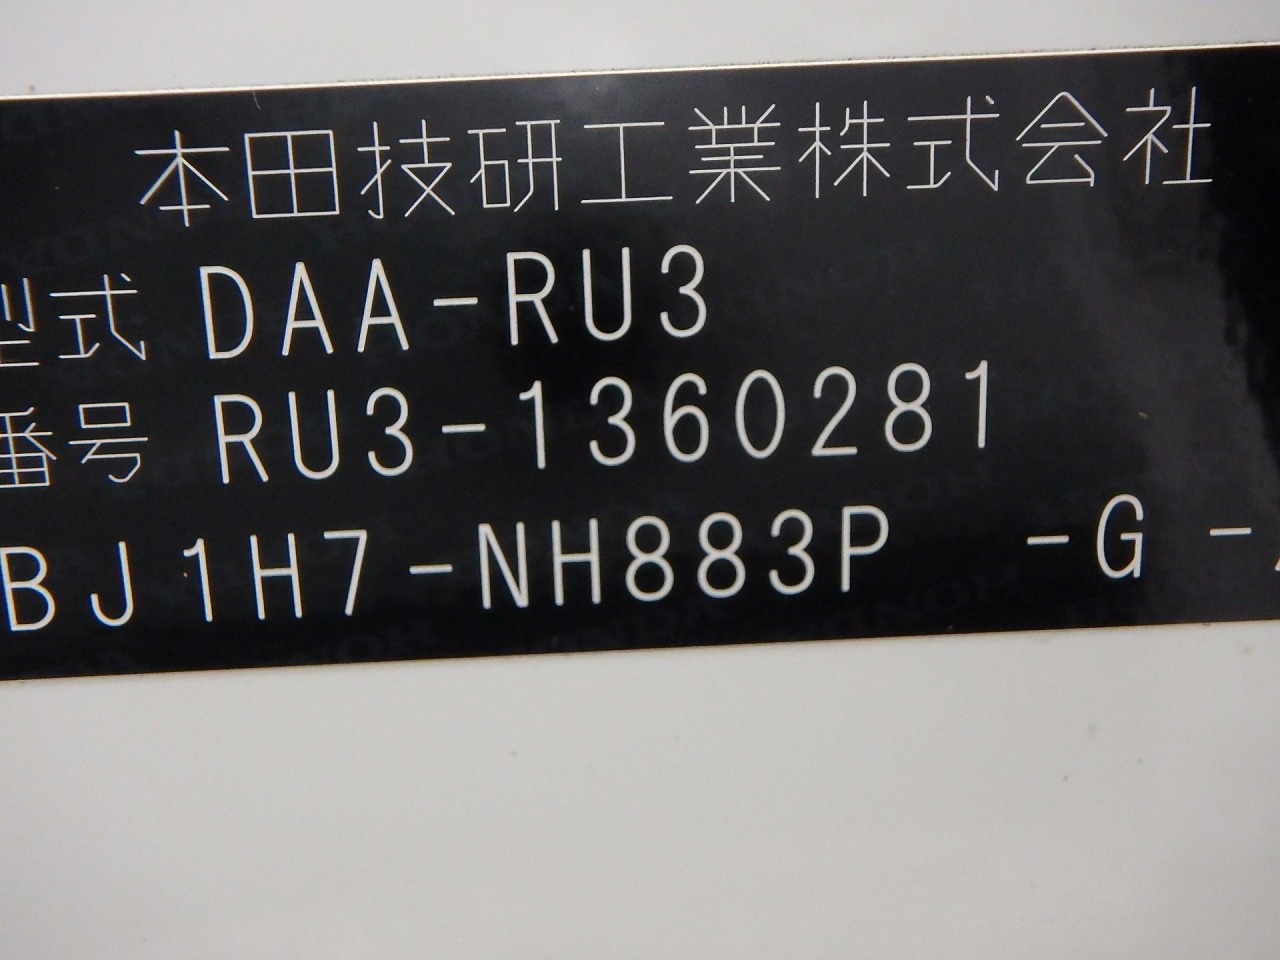 本田技研工業株式会社
型式 DAA-RU3
番号 RU3-1360281
BJ1H7-NH883P -G -